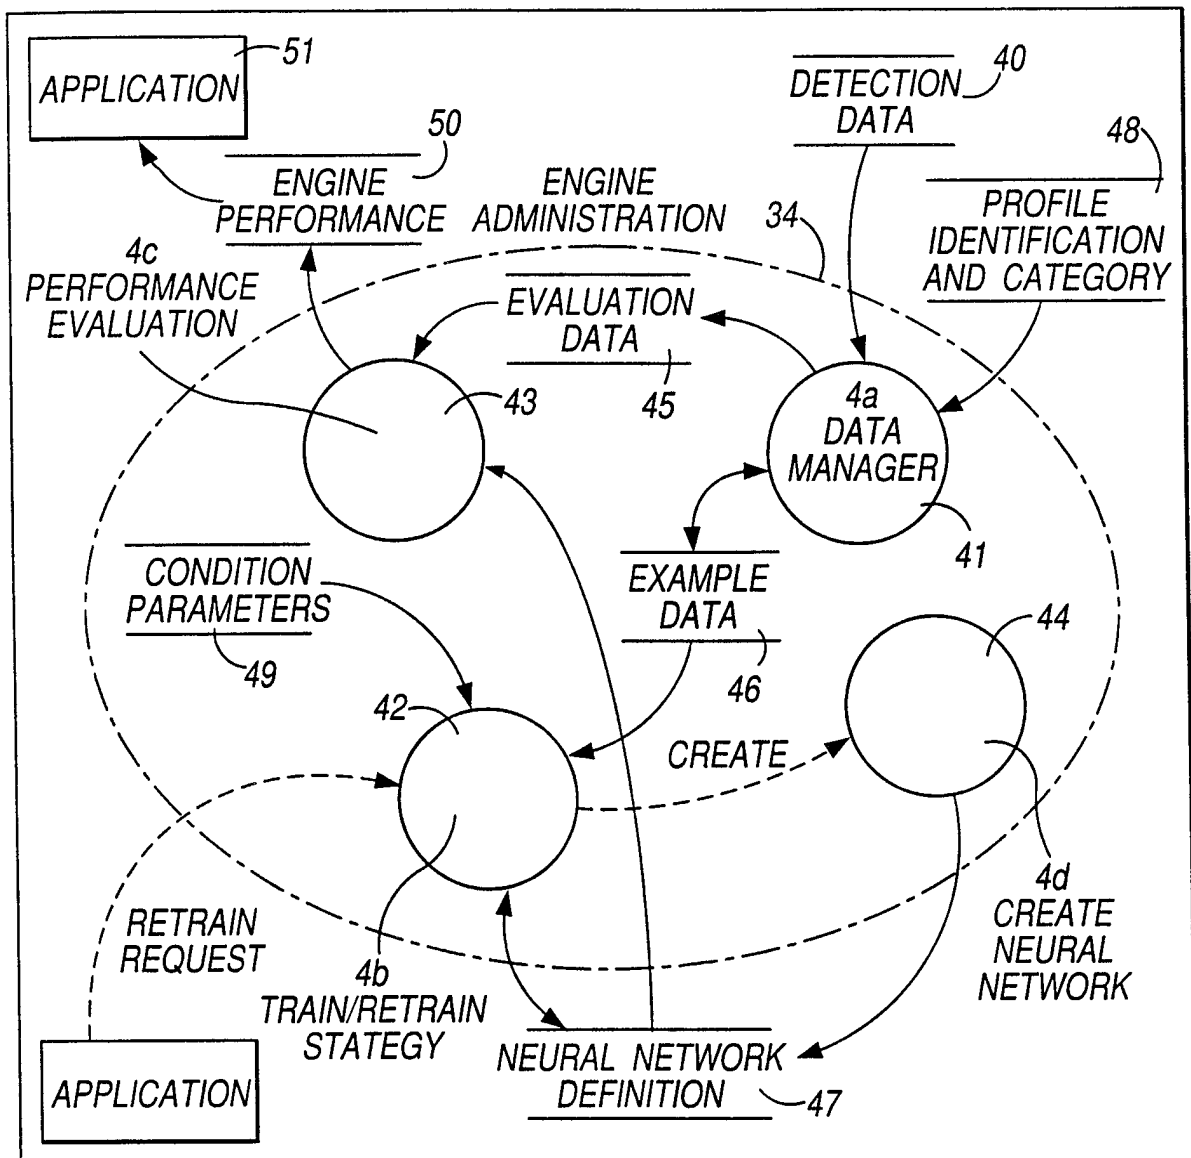 51
APPLICATION
40
DETECTION
DATA
50
ENGINE
PERFORMANCE
ENGINE
ADMINISTRATION
34
48
PROFILE
IDENTIFICATION
AND CATEGORY
4c
PERFORMANCE
EVALUATION
EVALUATION
DATA
45
43
4a
DATA
MANAGER
41
CONDITION
PARAMETERS
49
EXAMPLE
DATA
46
44
42
CREATE
RETRAIN
REQUEST
4b
TRAIN/RETRAIN
STATEGY
4d
CREATE
NEURAL
NETWORK
APPLICATION
NEURAL NETWORK
DEFINITION
47